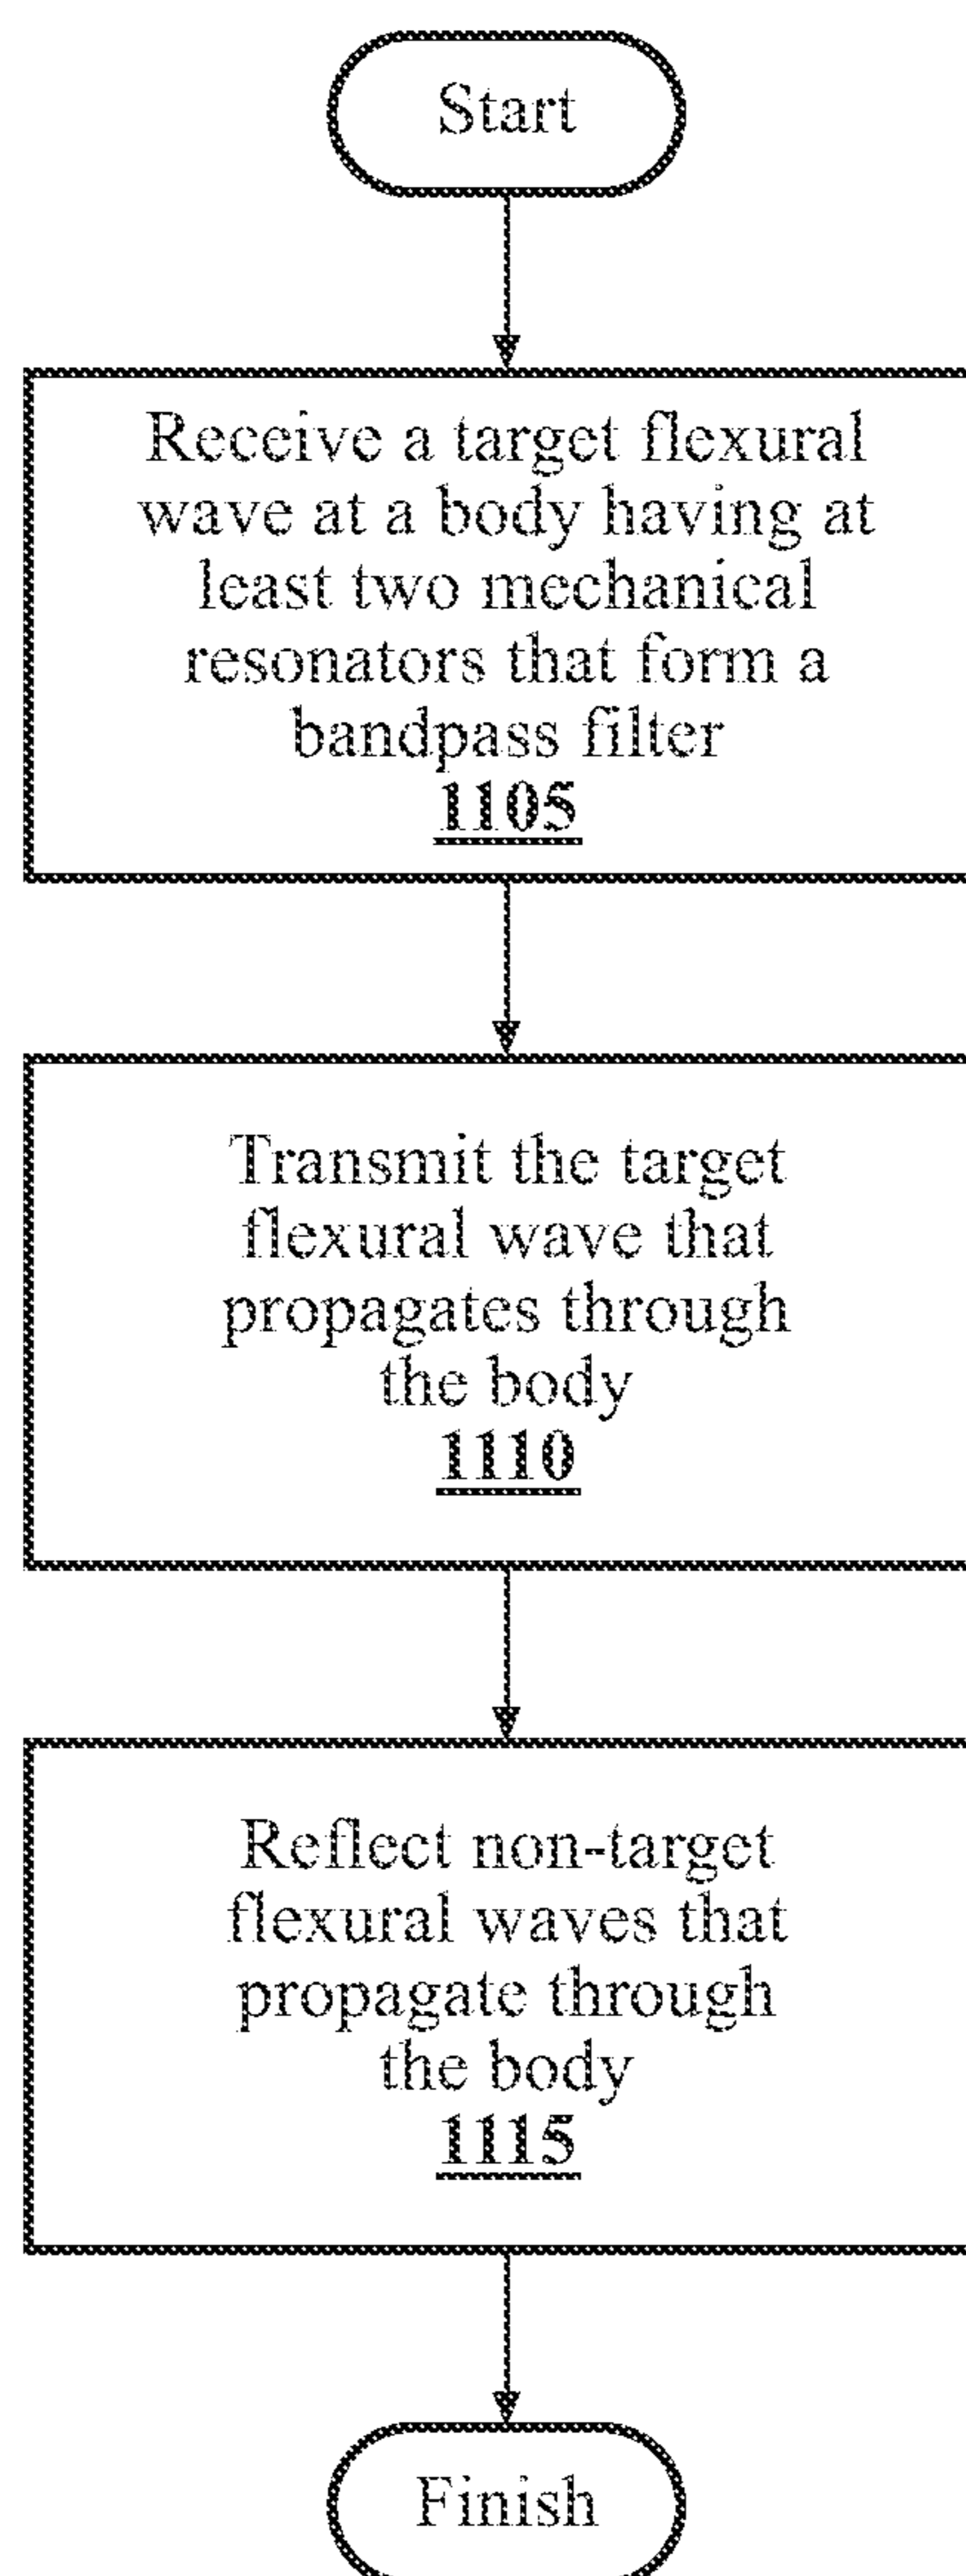 Start
Receive a target flexural
wave at a body having at
least two mechanical
resonators that form a
bandpass filter
1105
Transmit the target
flexural wave that
propagates through
the body
1110
Reflect non-target
flexural waves that
propagate through
the body
1115
Finish